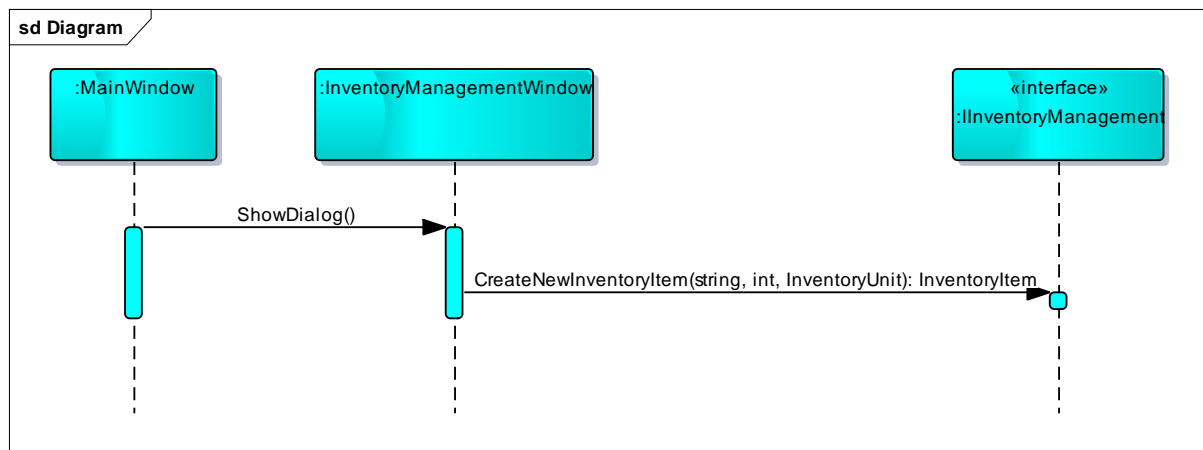 sd Diagram
:MainWindow
:InventoryManagementWindow
«interface»
:IInventoryManagement
ShowDialog()
CreateNewInventoryItem(string, int, InventoryUnit): InventoryItem